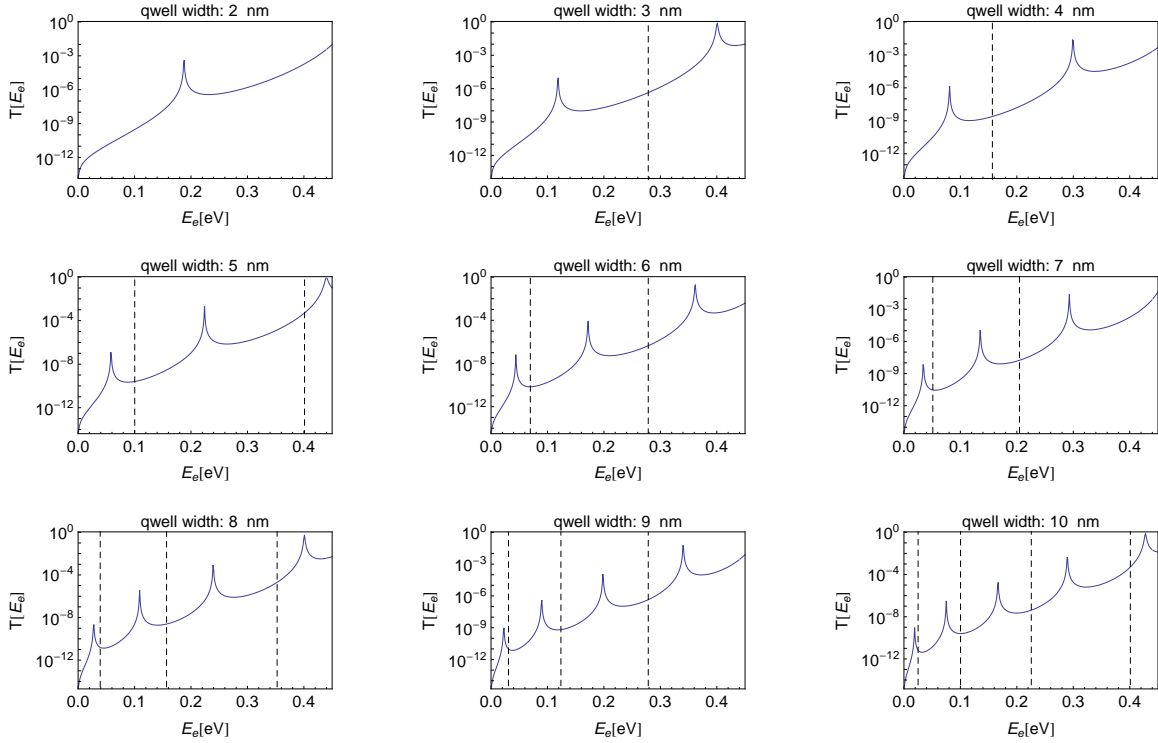 qwell width: 2 nm
10^0
10^-3
10^-6
10^-9
10^-12
T[E_e]
0.0 0.1 0.2 0.3 0.4
E_e[eV]
qwell width: 3 nm
10^0
10^-3
10^-6
10^-9
10^-12
T[E_e]
0.0 0.1 0.2 0.3 0.4
E_e[eV]
qwell width: 4 nm
10^0
10^-3
10^-6
10^-9
10^-12
T[E_e]
0.0 0.1 0.2 0.3 0.4
E_e[eV]
qwell width: 5 nm
10^0
10^-4
10^-8
10^-12
T[E_e]
0.0 0.1 0.2 0.3 0.4
E_e[eV]
qwell width: 6 nm
10^0
10^-4
10^-8
10^-12
T[E_e]
0.0 0.1 0.2 0.3 0.4
E_e[eV]
qwell width: 7 nm
10^0
10^-3
10^-6
10^-9
10^-12
T[E_e]
0.0 0.1 0.2 0.3 0.4
E_e[eV]
qwell width: 8 nm
10^0
10^-4
10^-8
10^-12
T[E_e]
0.0 0.1 0.2 0.3 0.4
E_e[eV]
qwell width: 9 nm
10^0
10^-3
10^-6
10^-9
10^-12
T[E_e]
0.0 0.1 0.2 0.3 0.4
E_e[eV]
qwell width: 10 nm
10^0
10^-4
10^-8
10^-12
T[E_e]
0.0 0.1 0.2 0.3 0.4
E_e[eV]